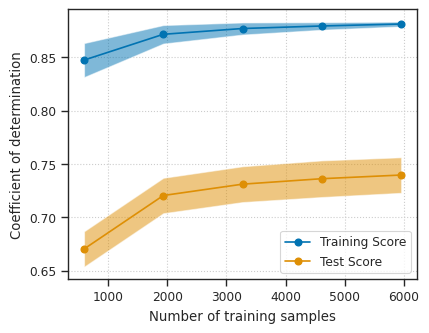 0.85
0.80
0.75
0.70
0.65
Coefficient of determination
1000 2000 3000 4000 5000 6000
Number of training samples
Training Score
Test Score